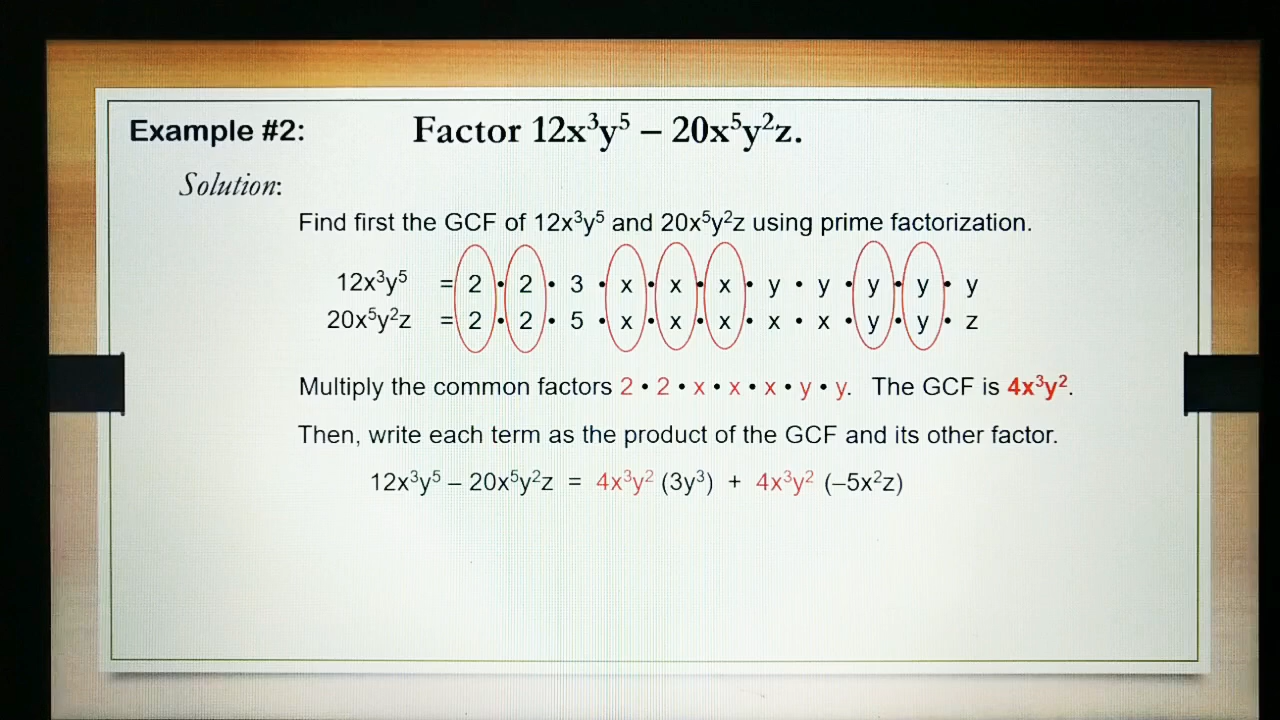 Example #2: Factor 12x³y⁵ – 20x⁵y²z.
Solution:
Find first the GCF of 12x³y⁵ and 20x⁵y²z using prime factorization.
12x³y⁵ = 2 • 2 • 3 • x • x • x • y • y • y • y • y
20x⁵y²z = 2 • 2 • 5 • x • x • x • x • x • y • y • z
Multiply the common factors 2 • 2 • x • x • x • y • y. The GCF is 4x³y².
Then, write each term as the product of the GCF and its other factor.
12x³y⁵ – 20x⁵y²z = 4x³y² (3y³) + 4x³y² (–5x²z)